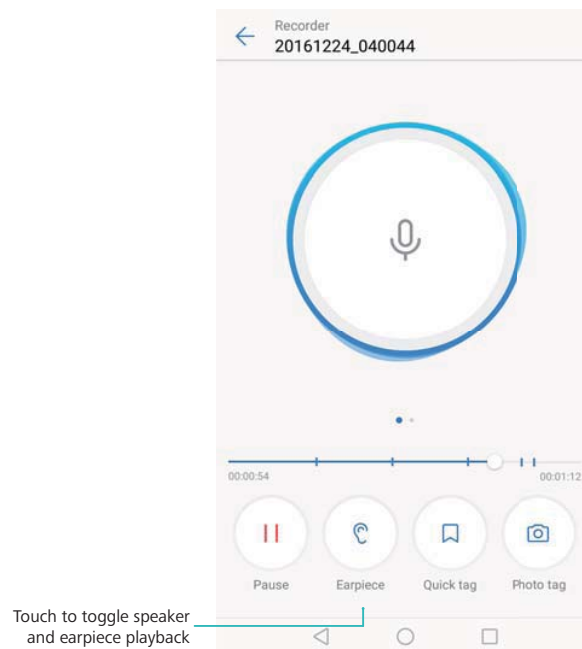 Recorder
20161224_040044
00:00:54
00:01:12
Pause
Earpiece
Quick tag
Photo tag
Touch to toggle speaker
and earpiece playback